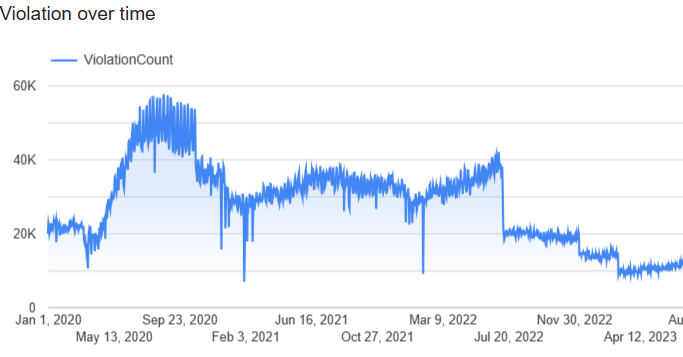 Violation over time
ViolationCount
60K
40K
20K
0
Jan 1, 2020 Sep 23, 2020 Jun 16, 2021 Mar 9, 2022 Nov 30, 2022 Au
May 13, 2020 Feb 3, 2021 Oct 27, 2021 Jul 20, 2022 Apr 12, 2023